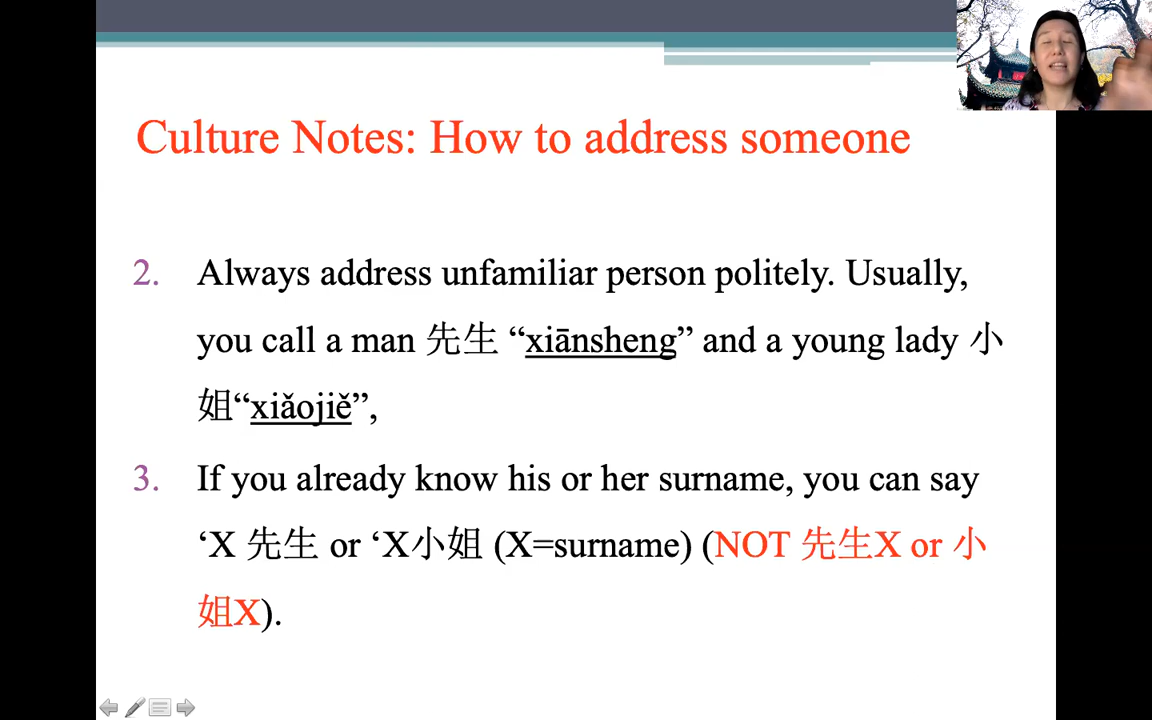 Culture Notes: How to address someone
2. Always address unfamiliar person politely. Usually,
you call a man 先生 “xiānsheng” and a young lady 小
姐“xiǎojiě”,
3. If you already know his or her surname, you can say
‘X 先生 or ‘X小姐 (X=surname) (NOT 先生X or 小
姐X).